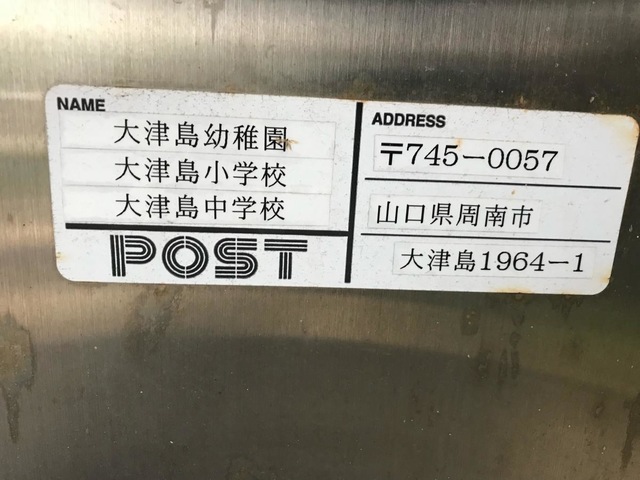 NAME
大津島幼稚園
大津島小学校
大津島中学校
POST
ADDRESS
〒745-0057
山口県周南市
大津島1964-1